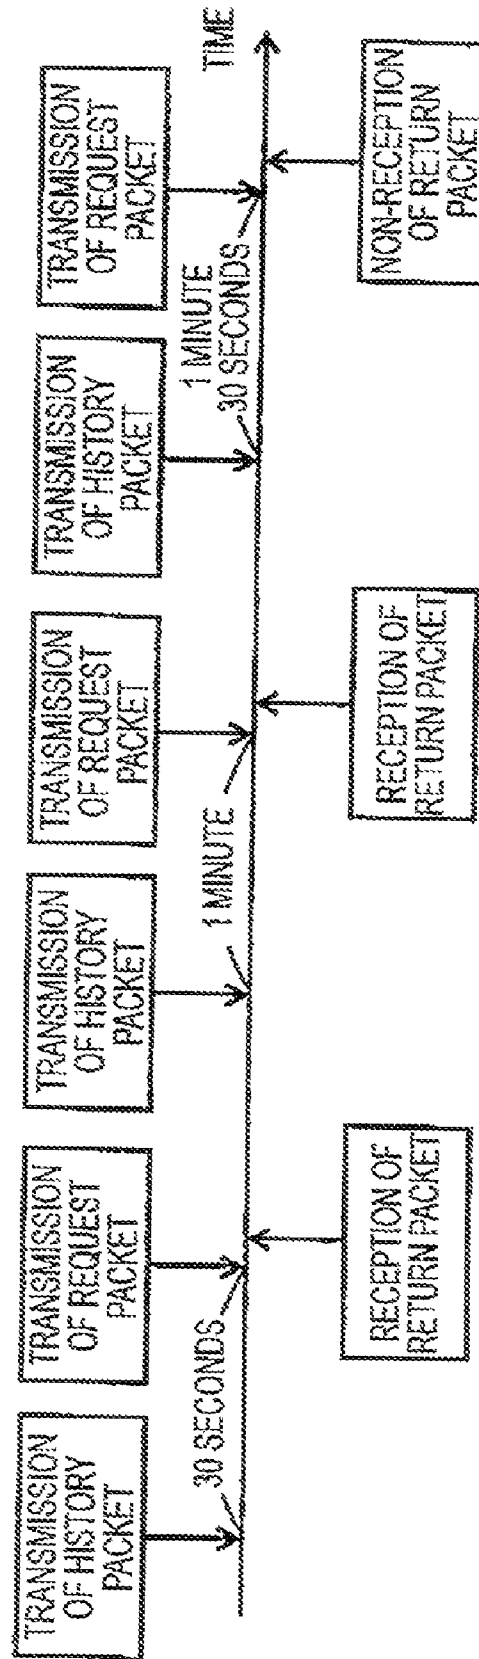 TRANSMISSION
OF HISTORY
PACKET
TRANSMISSION
OF REQUEST
PACKET
TRANSMISSION
OF HISTORY
PACKET
TRANSMISSION
OF REQUEST
PACKET
TRANSMISSION
OF HISTORY
PACKET
TRANSMISSION
OF REQUEST
PACKET
30 SECONDS
1 MINUTE
1 MINUTE
30 SECONDS
TIME
RECEPTION OF
RETURN PACKET
RECEPTION OF
RETURN PACKET
NON-RECEPTION
OF RETURN
PACKET